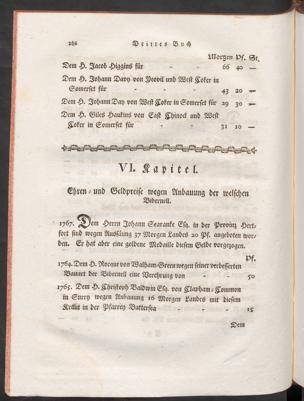 286 Drittes Buch
Morgen Pf. St.
Dem H. Jacob Higgins für - - 66 40 —
Dem H. Johann Davy von Yeovil und West Coker in
Somerset für - - - 43 20 —
Dem H. Johann Day von West Coker in Somerset für 29 30 —
Dem H. Giles Haukins von East Chinock und West
Coker in Somerset für - - 31 10 —
VI. Kapitel.
Ehren- und Geldpreise wegen Anbauung der welschen
Bibernell.
1767. Dem Herrn Johann Searanke Esq. in der Provinz Hert-
fort sind wegen Aussäung 37 Morgen Landes 20 Pf. angeboten wor-
den. Er hat aber eine goldene Medaille diesem Gelde vorgezogen.
Pf.
1764. Dem H. Rocque von Walham-Green wegen seiner verbesserten
Bauart der Bibernell eine Verehrung von - - 50
1765. Dem H. Christoph Baldwin Esq. von Clapham-Common
in Surry wegen Anbauung 16 Morgen Landes mit diesem
Kraut in der Pfarrey Battersea - - 15
Dem